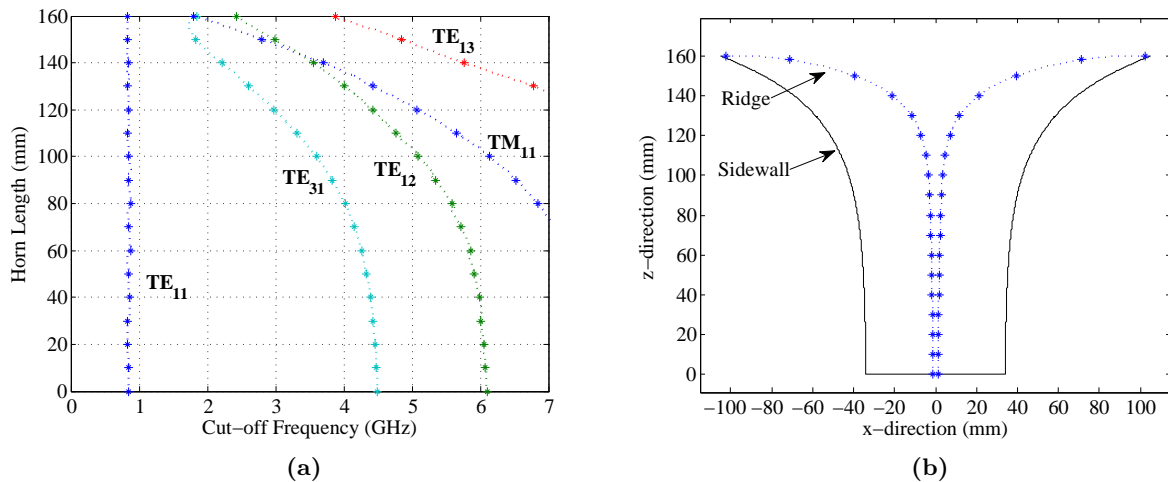 160
140
120
100
80
60
40
20
0
Horn Length (mm)
TE13
TM11
TE12
TE31
TE11
0 1 2 3 4 5 6 7
Cut−off Frequency (GHz)
(a)
160
140
120
100
80
60
40
20
0
z−direction (mm)
Ridge
Sidewall
−100 −80 −60 −40 −20 0 20 40 60 80 100
x−direction (mm)
(b)